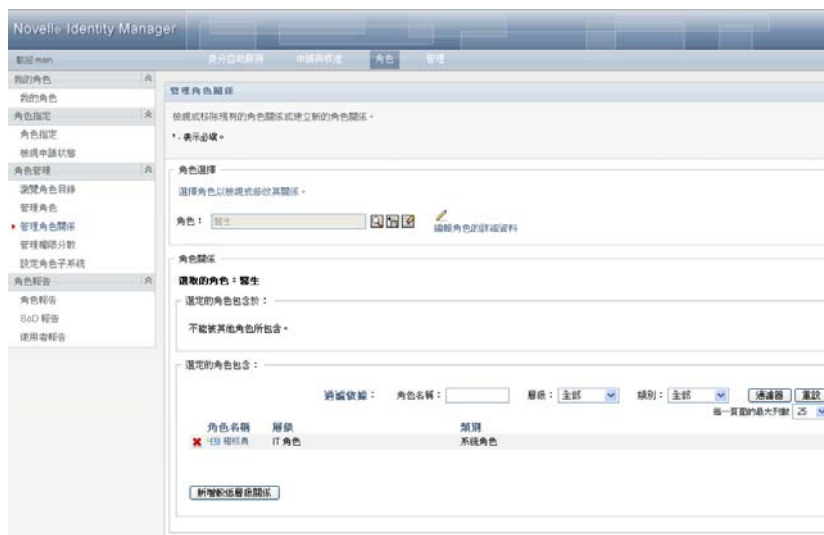 Novell® Identity Manager
歡迎 main
身分自助服務 申請與核准 角色 管理
我的角色
我的角色
角色指定
角色指定
檢視申請狀態
角色管理
瀏覽角色目錄
管理角色
管理角色關係
管理權限分散
設定角色子系統
角色報告
角色報告
SoD 報告
使用者報告
管理角色關係
檢視或移除現有的角色關係或建立新的角色關係。
* - 表示必填。
角色選擇
選擇角色以檢視或修改其關係。
角色： 醫生
編輯角色的詳細資料
角色關係
選取的角色：醫生
選定的角色包含於：
不能被其他角色所包含。
選定的角色包含：
過濾依據： 角色名稱： 層級： 全部 類別： 全部 過濾器 重設
每一頁面的最大列數 25
角色名稱 層級 類別
稽核員 IT 角色 系統角色
新增較低層級關係